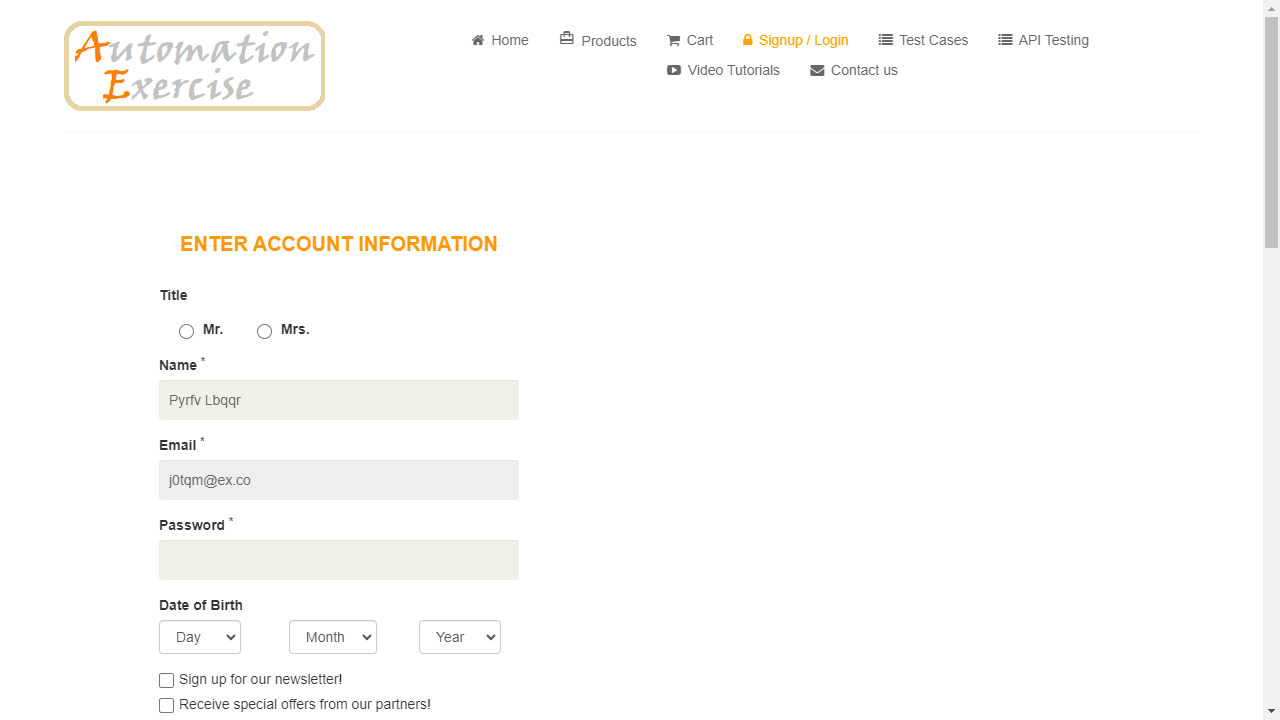 Automation
Exercise
Home
Products
Cart
Signup / Login
Test Cases
API Testing
Video Tutorials
Contact us
ENTER ACCOUNT INFORMATION
Title
Mr.
Mrs.
Name *
Pyrfv Lbqqr
Email *
j0tqm@ex.co
Password *
Date of Birth
Day
Month
Year
Sign up for our newsletter!
Receive special offers from our partners!